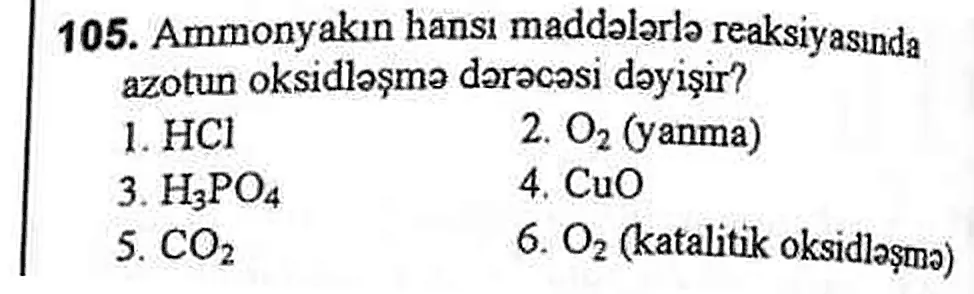 105. Ammonyakın hansı maddələrlə reaksiyasında
azotun oksidləşmə dərəcəsi dəyişir?
1. HCl 2. O₂ (yanma)
3. H₃PO₄ 4. CuO
5. CO₂ 6. O₂ (katalitik oksidləşmə)